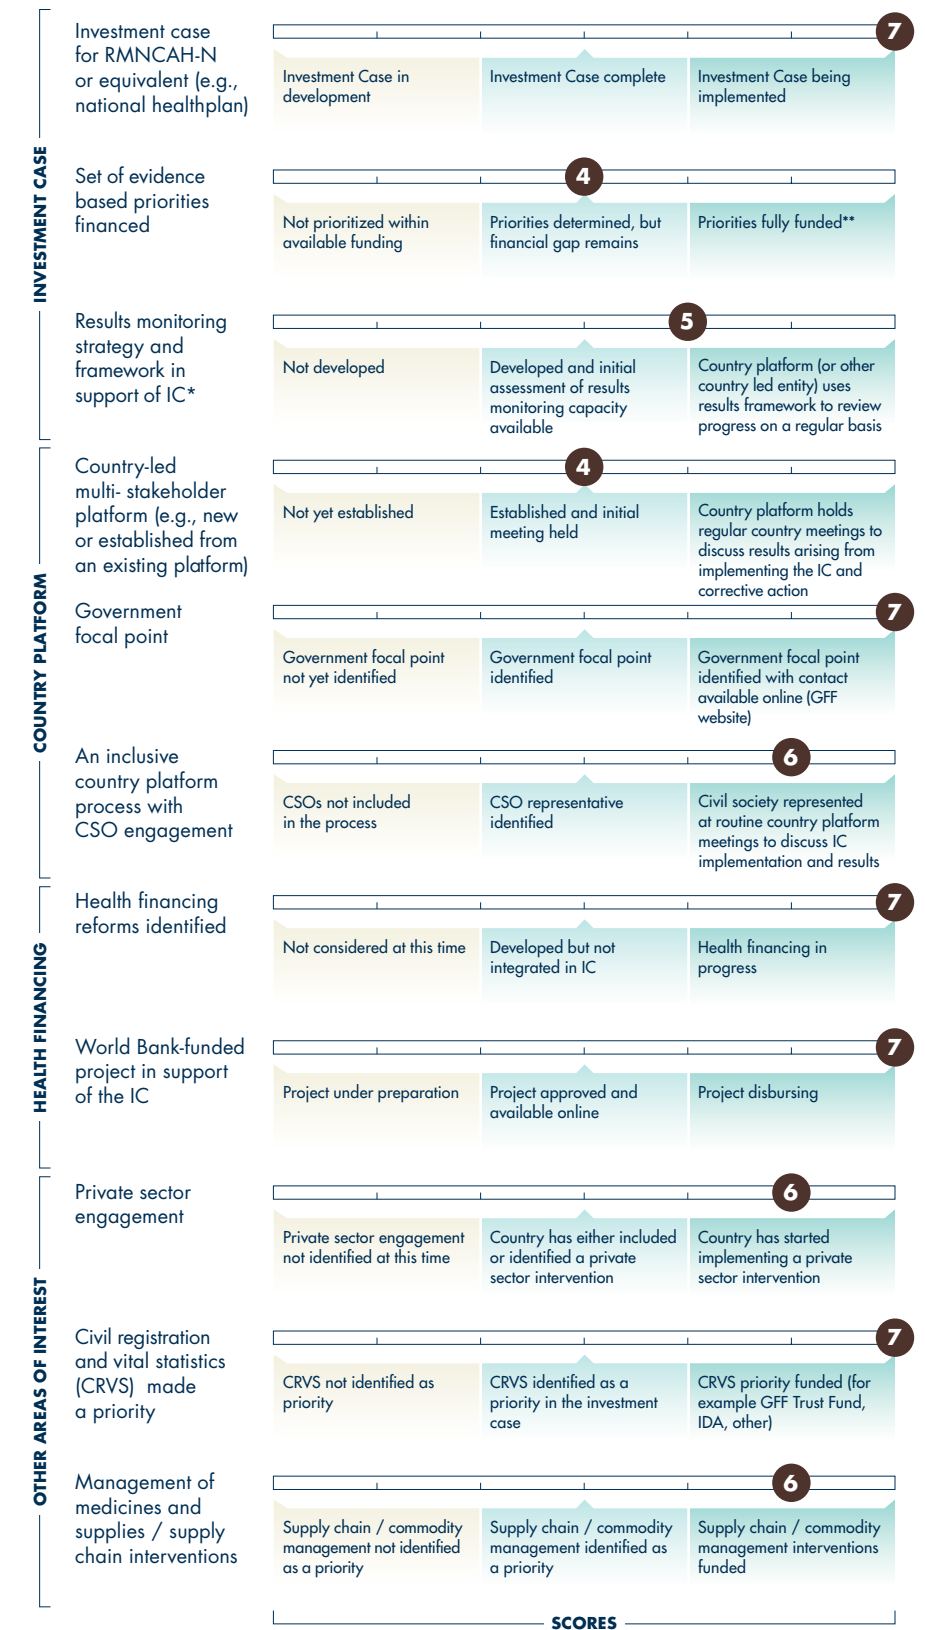 INVESTMENT CASE
Investment case
for RMNCAH-N
or equivalent (e.g.,
national healthplan)
7
Investment Case in
development
Investment Case complete
Investment Case being
implemented
Set of evidence
based priorities
financed
4
Not prioritized within
available funding
Priorities determined, but
financial gap remains
Priorities fully funded**
Results monitoring
strategy and
framework in
support of IC*
5
Not developed
Developed and initial
assessment of results
monitoring capacity
available
Country platform (or other
country led entity) uses
results framework to review
progress on a regular basis
COUNTRY PLATFORM
Country-led
multi- stakeholder
platform (e.g., new
or established from
an existing platform)
4
Not yet established
Established and initial
meeting held
Country platform holds
regular country meetings to
discuss results arising from
implementing the IC and
corrective action
Government
focal point
7
Government focal point
not yet identified
Government focal point
identified
Government focal point
identified with contact
available online (GFF
website)
An inclusive
country platform
process with
CSO engagement
6
CSOs not included
in the process
CSO representative
identified
Civil society represented
at routine country platform
meetings to discuss IC
implementation and results
HEALTH FINANCING
Health financing
reforms identified
7
Not considered at this time
Developed but not
integrated in IC
Health financing in
progress
World Bank-funded
project in support
of the IC
7
Project under preparation
Project approved and
available online
Project disbursing
OTHER AREAS OF INTEREST
Private sector
engagement
6
Private sector engagement
not identified at this time
Country has either included
or identified a private
sector intervention
Country has started
implementing a private
sector intervention
Civil registration
and vital statistics
(CRVS) made
a priority
7
CRVS not identified as
priority
CRVS identified as a
priority in the investment
case
CRVS priority funded (for
example GFF Trust Fund,
IDA, other)
Management of
medicines and
supplies / supply
chain interventions
6
Supply chain / commodity
management not identified
as a priority
Supply chain / commodity
management identified as
a priority
Supply chain / commodity
management interventions
funded
SCORES